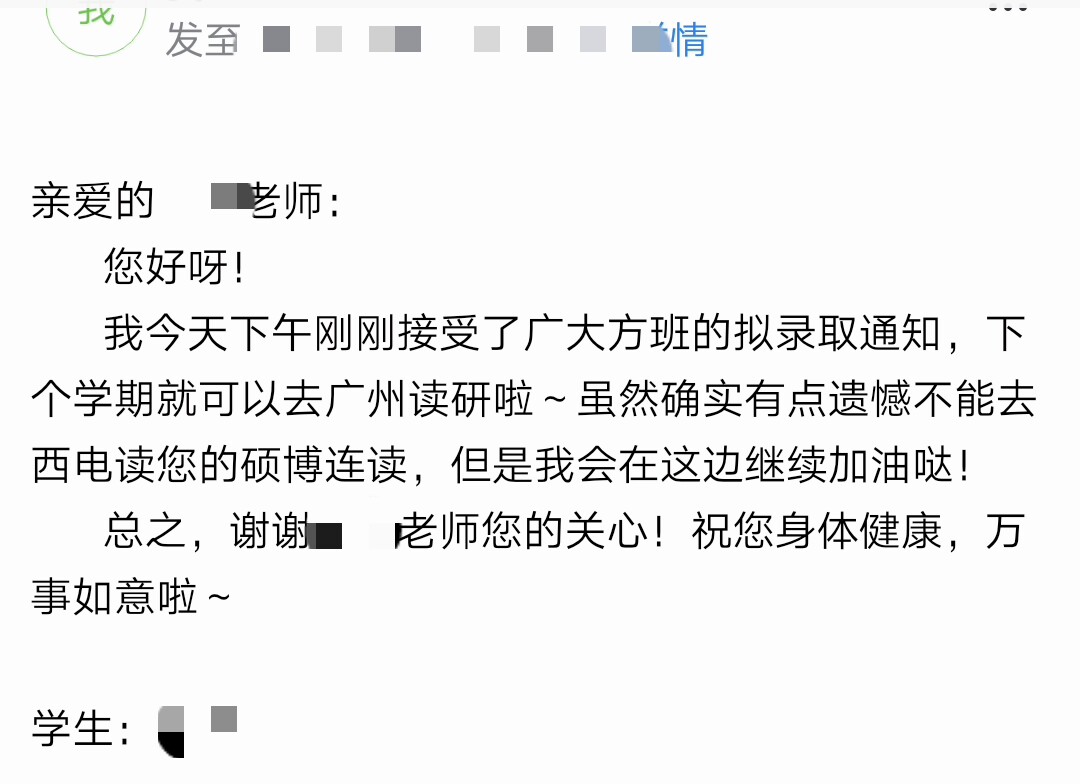 我
发至 情
亲爱的 老师：
您好呀！
我今天下午刚刚接受了广大方班的拟录取通知，下
个学期就可以去广州读研啦～虽然确实有点遗憾不能去
西电读您的硕博连读，但是我会在这边继续加油哒！
总之，谢谢 老师您的关心！祝您身体健康，万
事如意啦～
学生：